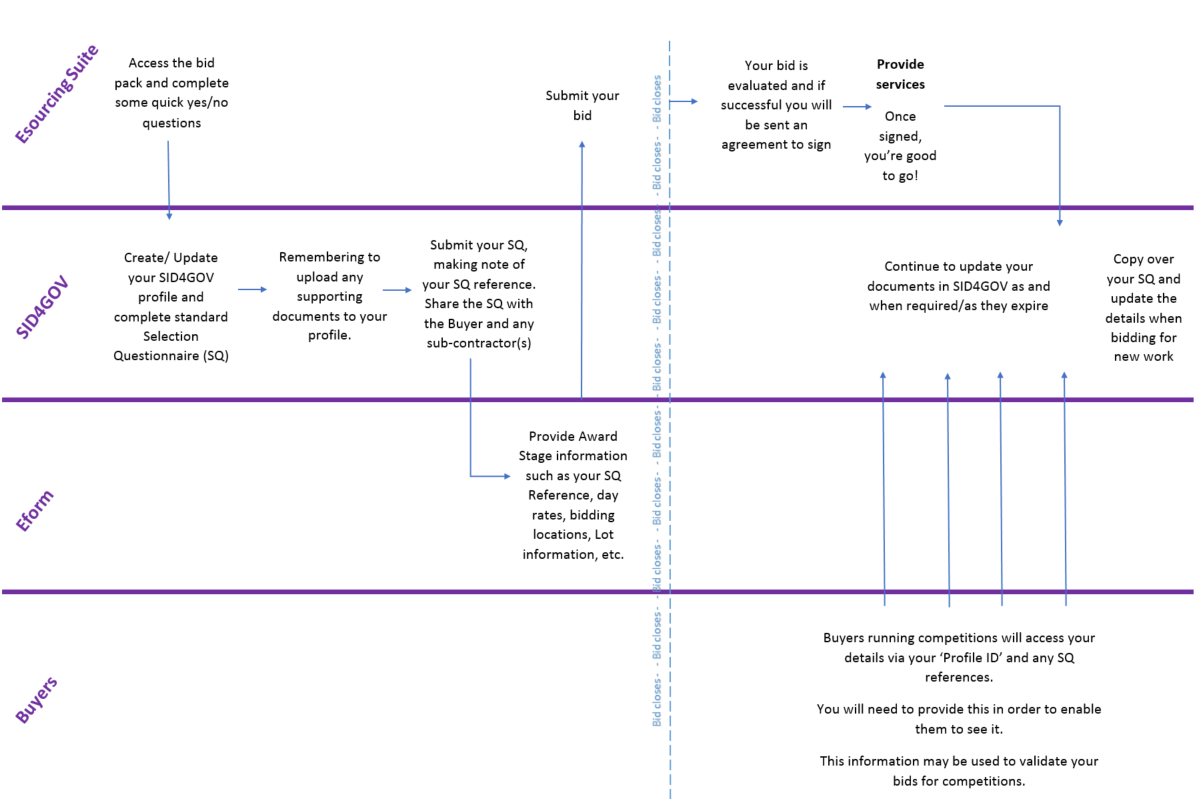 Esourcing Suite
Access the bid
pack and complete
some quick yes/no
questions
Submit your
bid
Your bid is
evaluated and if
successful you will
be sent an
agreement to sign
Provide
services
Once
signed,
you're good
to go!
SID4GOV
Create/ Update
your SID4GOV
profile and
complete standard
Selection
Questionnaire (SQ)
Remembering to
upload any
supporting
documents to your
profile.
Submit your SQ,
making note of
your SQ reference.
Share the SQ with
the Buyer and any
sub-contractor(s)
Continue to update your
documents in SID4GOV as and
when required/as they expire
Copy over
your SQ and
update the
details when
bidding for
new work
Eform
Provide Award
Stage information
such as your SQ
Reference, day
rates, bidding
locations, Lot
information, etc.
Buyers
Buyers running competitions will access your
details via your ‘Profile ID’ and any SQ
references.
You will need to provide this in order to enable
them to see it.
This information may be used to validate your
bids for competitions.
Bid closes- - Bid closes- - Bid closes- - Bid closes- - Bid closes- - Bid closes- - Bid closes- - Bid closes- - Bid closes- - Bid closes- - Bid closes